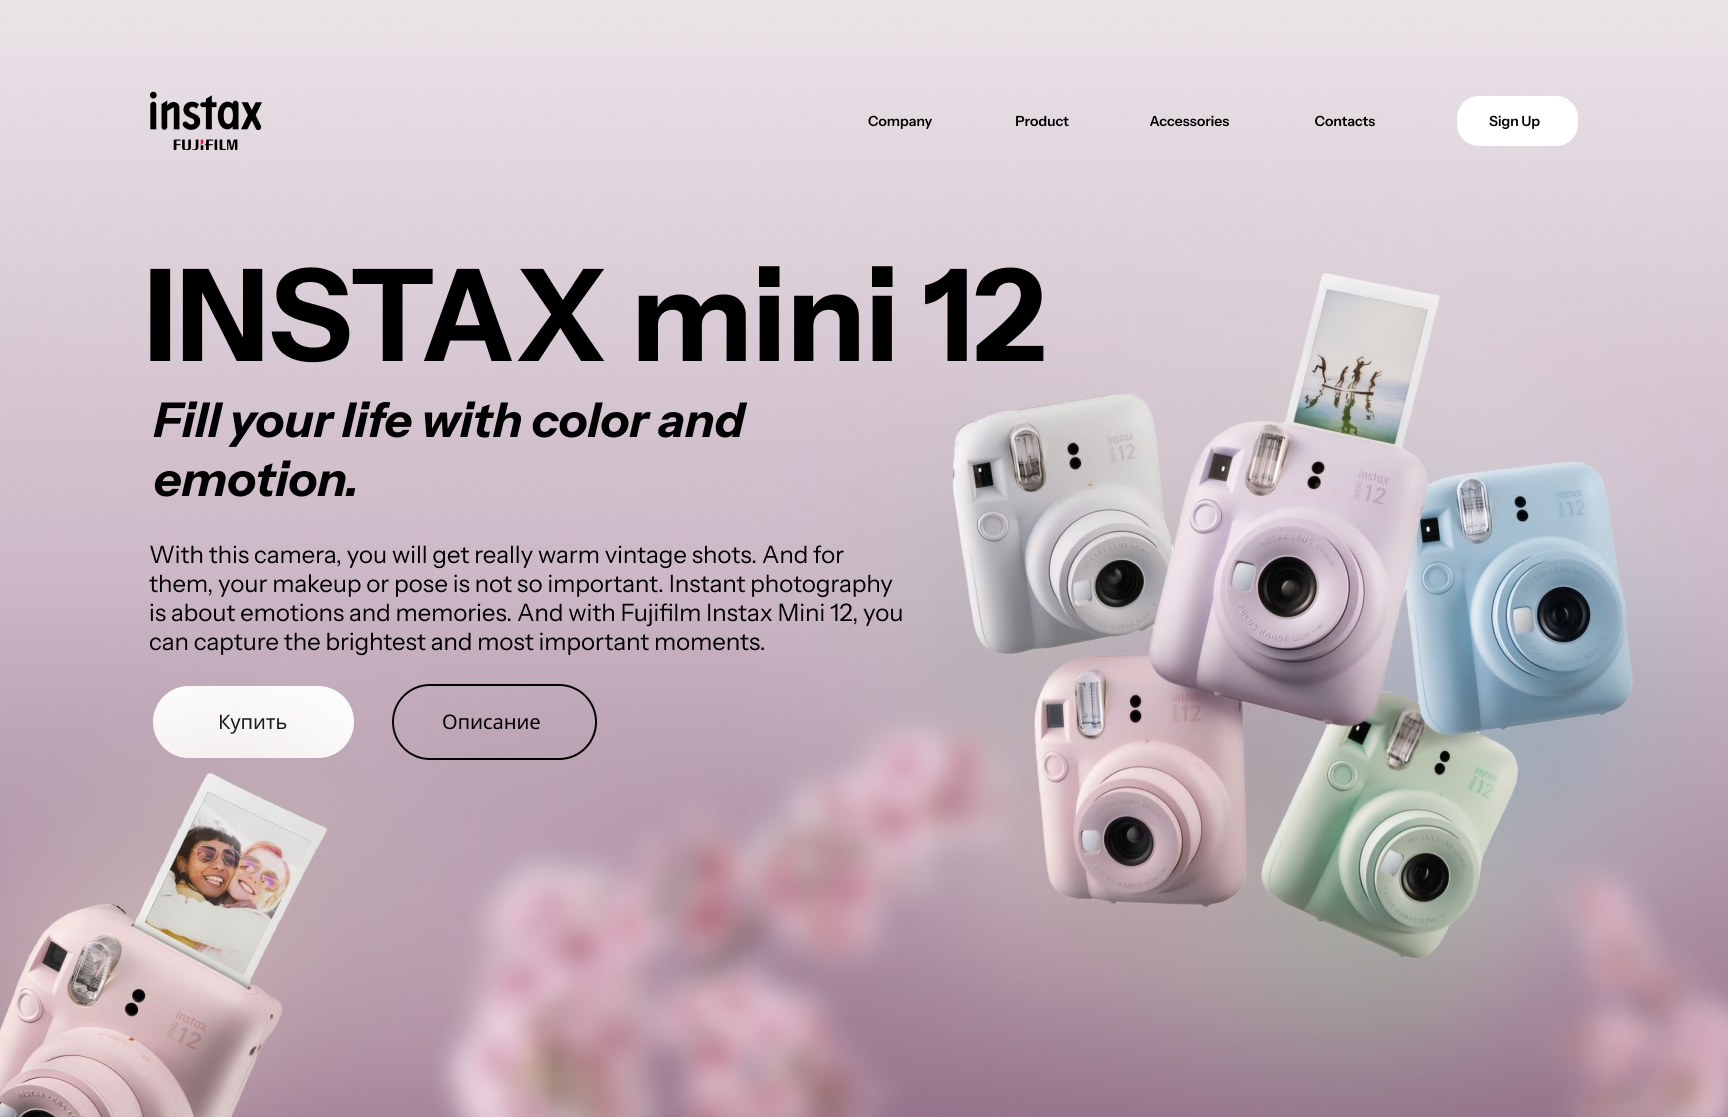 instax
FUJIFILM
Company Product Accessories Contacts Sign Up
INSTAX mini 12
Fill your life with color and
emotion.
With this camera, you will get really warm vintage shots. And for
them, your makeup or pose is not so important. Instant photography
is about emotions and memories. And with Fujifilm Instax Mini 12, you
can capture the brightest and most important moments.
Купить Описание
instax
12
instax
mini 12
instax
12
instax
12
instax
12
instax
mini 12